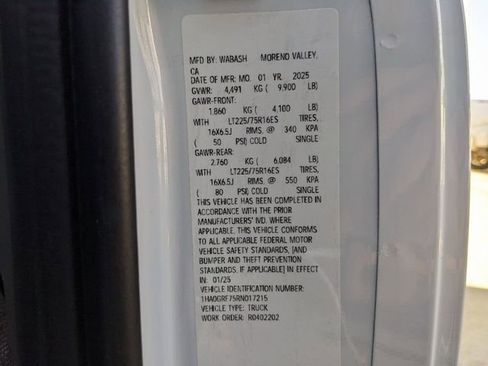 MFD BY: WABASH MORENO VALLEY,
CA
DATE OF MFR: MO. 01 YR. 2025
GVWR: 4,491 KG ( 9,900 LB)
GAWR-FRONT:
1.860 KG ( 4,100 LB)
WITH LT225/75R16ES TIRES,
16X6.5J RIMS, @ 340 KPA
( 50 PSI) COLD SINGLE
GAWR-REAR:
2.760 KG ( 6,084 LB)
WITH LT225/75R16ES TIRES,
16X6.5J RIMS, @ 550 KPA
( 80 PSI) COLD SINGLE
THIS VEHICLE HAS BEEN COMPLETED IN
ACCORDANCE WITH THE PRIOR
MANUFACTURERS' IVD. WHERE
APPLICABLE. THIS VEHICLE CONFORMS
TO ALL APPLICABLE FEDERAL MOTOR
VEHICLE SAFETY STANDARDS, [AND
BUMPER AND THEFT PREVENTION
STANDARDS, IF APPLICABLE] IN EFFECT
IN: 01/25
VEHICLE IDENTIFICATION NUMBER:
1HA0GRF75RN017215
VEHICLE TYPE: TRUCK
WORK ORDER: R0402202